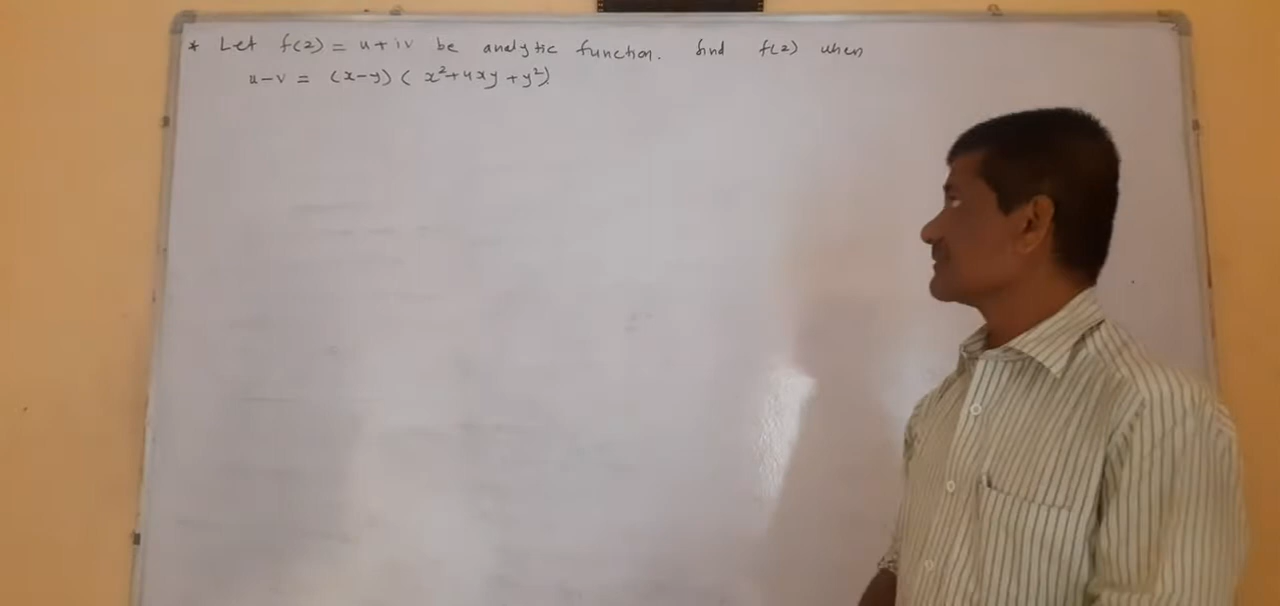 * Let f(z) = u+iv be analytic function. find f(z) when
u-v = (x-y) ( x²+4xy+y²).